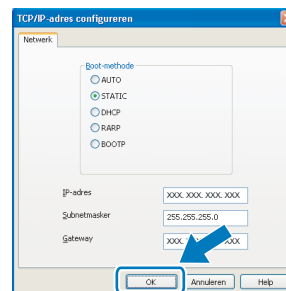 TCP/IP-adres configureren
Netwerk
Boot-methode
AUTO
STATIC
DHCP
RARP
BOOTP
IP-adres XXX. XXX. XXX. XXX
Subnetmasker 255.255.255.0
Gateway XXX. XXX
OK Annuleren Help